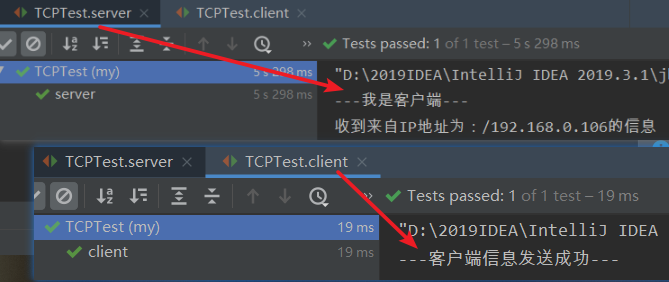 TCPTest.server × TCPTest.client ×
Tests passed: 1 of 1 test – 5 s 298 ms
TCPTest (my) 5 s 298 ms
server 5 s 298 ms
"D:\2019IDEA\IntelliJ IDEA 2019.3.1\j
---我是客户端---
收到来自IP地址为：/192.168.0.106的信息
TCPTest.server × TCPTest.client ×
Tests passed: 1 of 1 test – 19 ms
TCPTest (my) 19 ms
client 19 ms
"D:\2019IDEA\IntelliJ IDEA
---客户端信息发送成功---